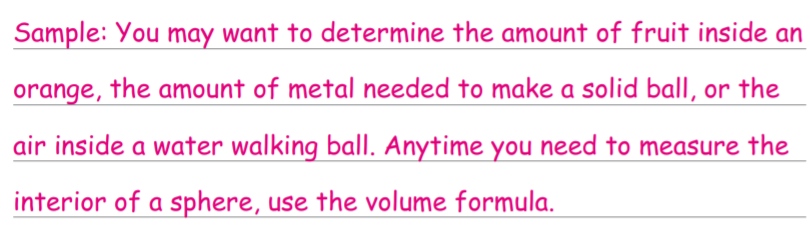 Sample: You may want to determine the amount of fruit inside an
orange, the amount of metal needed to make a solid ball, or the
air inside a water walking ball. Anytime you need to measure the
interior of a sphere, use the volume formula.